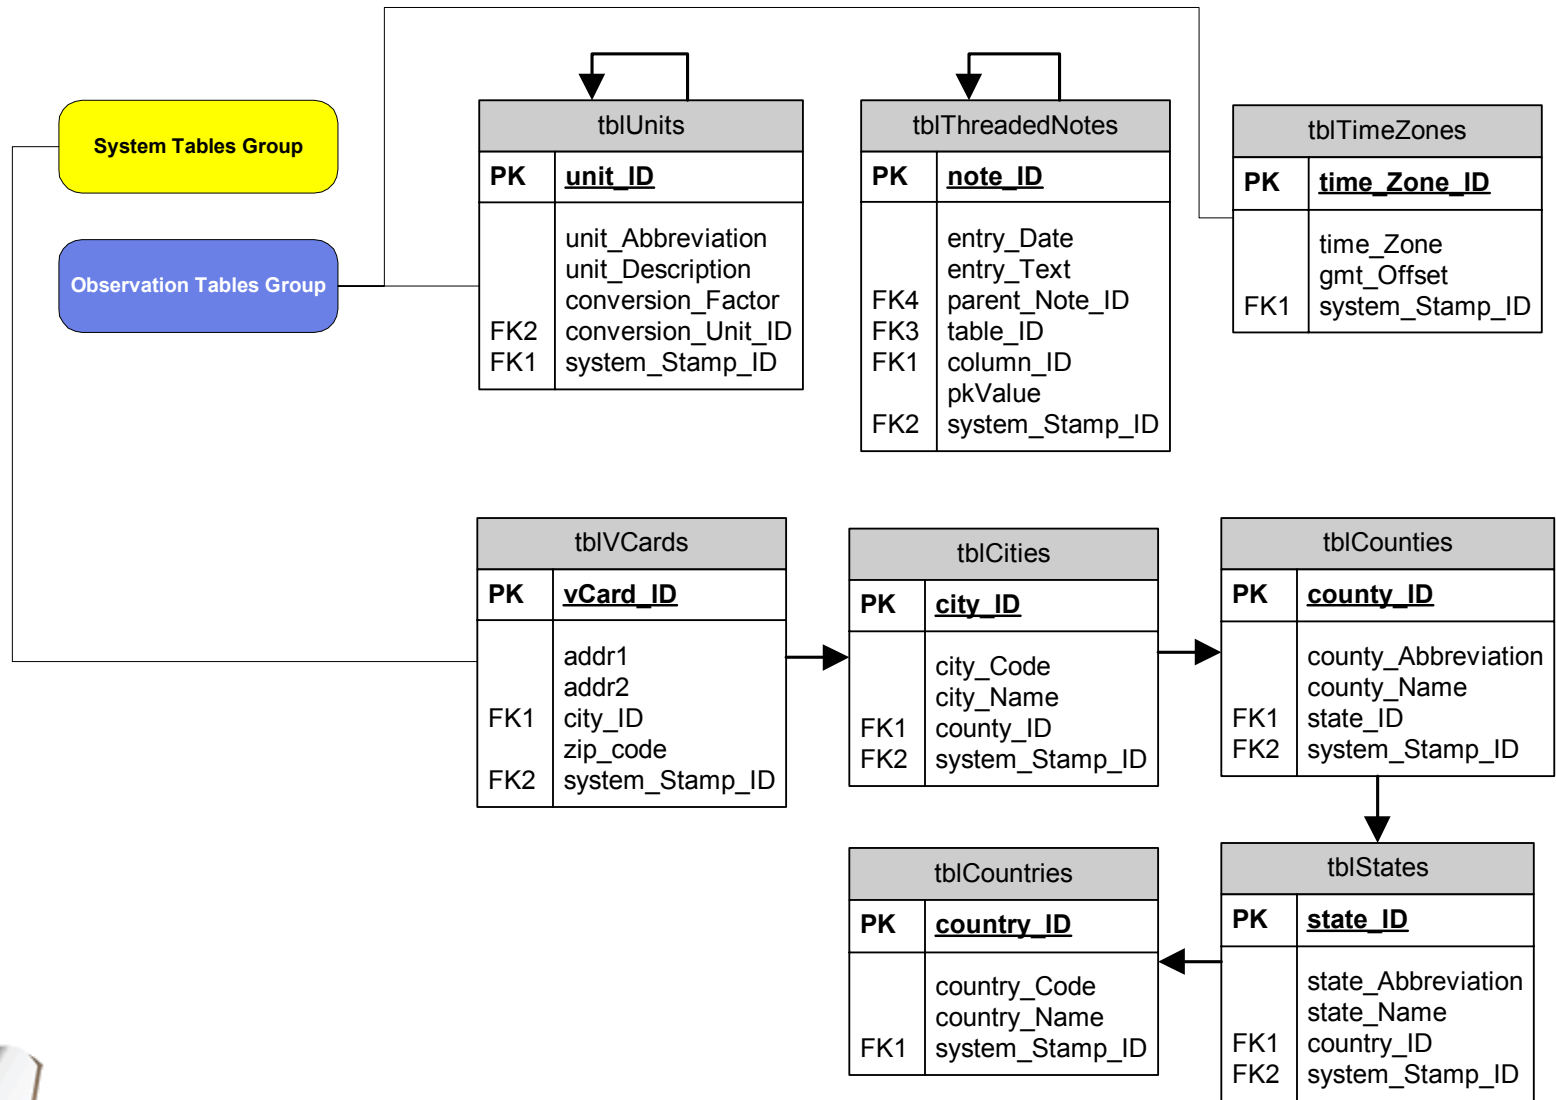 System Tables Group
Observation Tables Group
tblUnits
PK unit_ID
unit_Abbreviation
unit_Description
conversion_Factor
FK2 conversion_Unit_ID
FK1 system_Stamp_ID
tblThreadedNotes
PK note_ID
entry_Date
entry_Text
FK4 parent_Note_ID
FK3 table_ID
FK1 column_ID
pkValue
FK2 system_Stamp_ID
tblTimeZones
PK time_Zone_ID
time_Zone
gmt_Offset
FK1 system_Stamp_ID
tblVCards
PK vCard_ID
addr1
addr2
FK1 city_ID
zip_code
FK2 system_Stamp_ID
tblCities
PK city_ID
city_Code
city_Name
FK1 county_ID
FK2 system_Stamp_ID
tblCounties
PK county_ID
county_Abbreviation
county_Name
FK1 state_ID
FK2 system_Stamp_ID
tblCountries
PK country_ID
country_Code
country_Name
FK1 system_Stamp_ID
tblStates
PK state_ID
state_Abbreviation
state_Name
FK1 country_ID
FK2 system_Stamp_ID